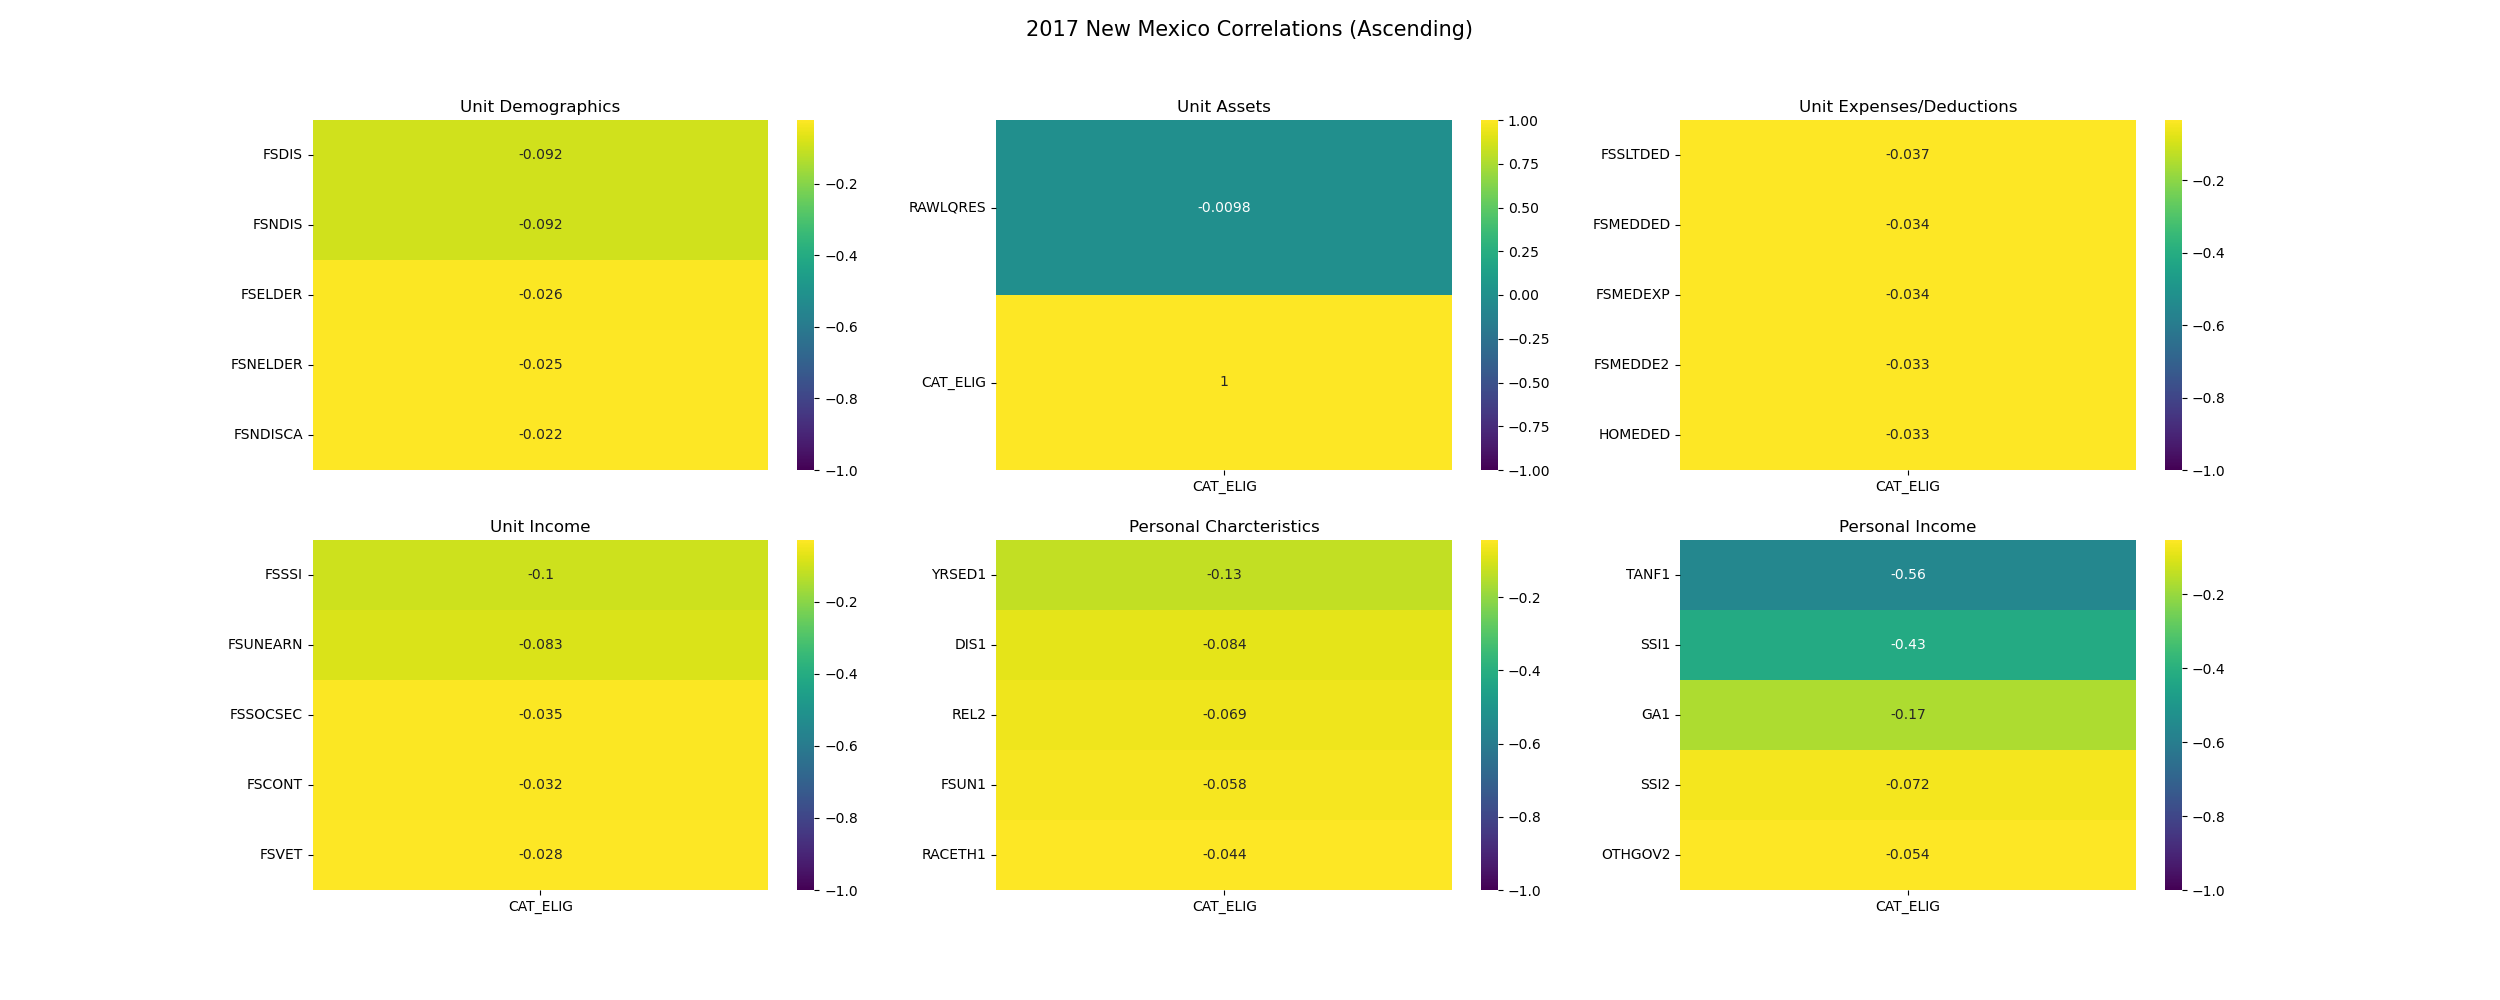 2017 New Mexico Correlations (Ascending)
Unit Demographics
FSDIS
-0.092
FSNDIS
-0.092
FSELDER
-0.026
FSNELDER
-0.025
FSNDISCA
-0.022
−0.2
−0.4
−0.6
−0.8
−1.0
Unit Assets
RAWLQRES
-0.0098
CAT_ELIG
1
CAT_ELIG
1.00
0.75
0.50
0.25
0.00
−0.25
−0.50
−0.75
−1.00
Unit Expenses/Deductions
FSSLTDED
-0.037
FSMEDDED
-0.034
FSMEDEXP
-0.034
FSMEDDE2
-0.033
HOMEDED
-0.033
CAT_ELIG
−0.2
−0.4
−0.6
−0.8
−1.0
Unit Income
FSSSI
-0.1
FSUNEARN
-0.083
FSSOCSEC
-0.035
FSCONT
-0.032
FSVET
-0.028
CAT_ELIG
−0.2
−0.4
−0.6
−0.8
−1.0
Personal Charcteristics
YRSED1
-0.13
DIS1
-0.084
REL2
-0.069
FSUN1
-0.058
RACETH1
-0.044
CAT_ELIG
−0.2
−0.4
−0.6
−0.8
−1.0
Personal Income
TANF1
-0.56
SSI1
-0.43
GA1
-0.17
SSI2
-0.072
OTHGOV2
-0.054
CAT_ELIG
−0.2
−0.4
−0.6
−0.8
−1.0